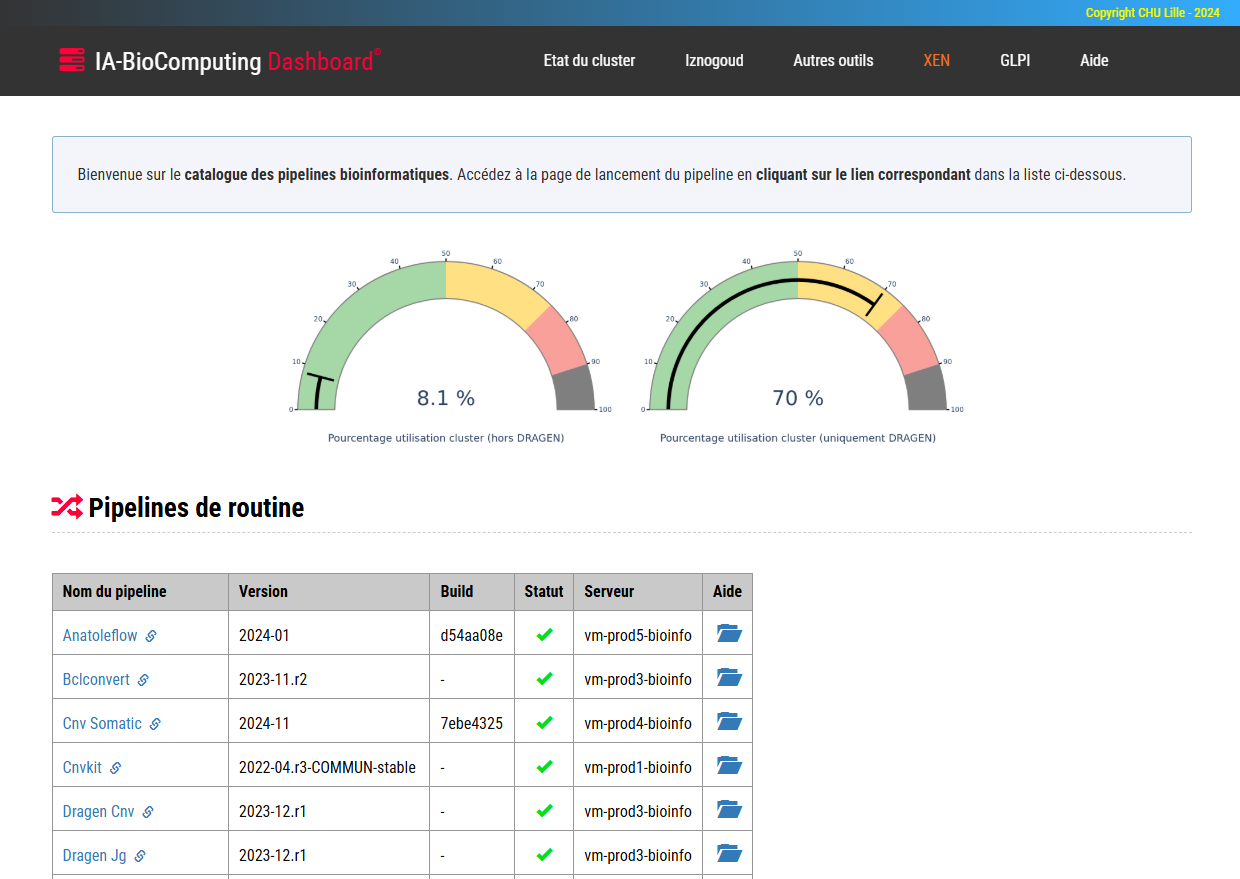 Copyright CHU Lille - 2024
IA-BioComputing Dashboard©
Etat du cluster Iznogoud Autres outils XEN GLPI Aide
Bienvenue sur le catalogue des pipelines bioinformatiques. Accédez à la page de lancement du pipeline en cliquant sur le lien correspondant dans la liste ci-dessous.
0 10 20 30 40 50 60 70 80 90 100
8.1 %
Pourcentage utilisation cluster (hors DRAGEN)
0 10 20 30 40 50 60 70 80 90 100
70 %
Pourcentage utilisation cluster (uniquement DRAGEN)
Pipelines de routine
Nom du pipeline Version Build Statut Serveur Aide
Anatoleflow 2024-01 d54aa08e vm-prod5-bioinfo
Bclconvert 2023-11.r2 - vm-prod3-bioinfo
Cnv Somatic 2024-11 7ebe4325 vm-prod4-bioinfo
Cnvkit 2022-04.r3-COMMUN-stable - vm-prod1-bioinfo
Dragen Cnv 2023-12.r1 - vm-prod3-bioinfo
Dragen Jg 2023-12.r1 - vm-prod3-bioinfo